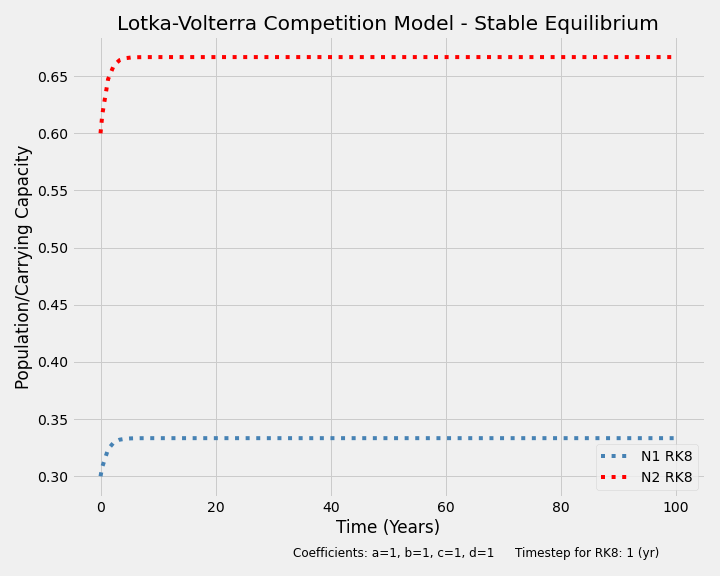 Lotka-Volterra Competition Model - Stable Equilibrium
Population/Carrying Capacity
0.65
0.60
0.55
0.50
0.45
0.40
0.35
0.30
N1 RK8
N2 RK8
0 20 40 60 80 100
Time (Years)
Coefficients: a=1, b=1, c=1, d=1 Timestep for RK8: 1 (yr)